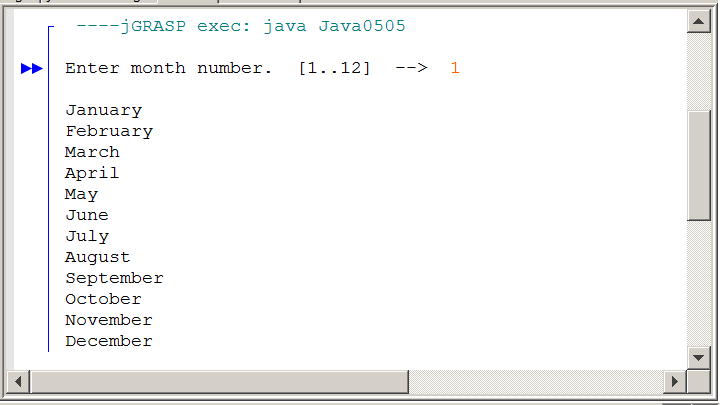 ----jGRASP exec: java Java0505
Enter month number.  [1..12]  -->  1
January
February
March
April
May
June
July
August
September
October
November
December